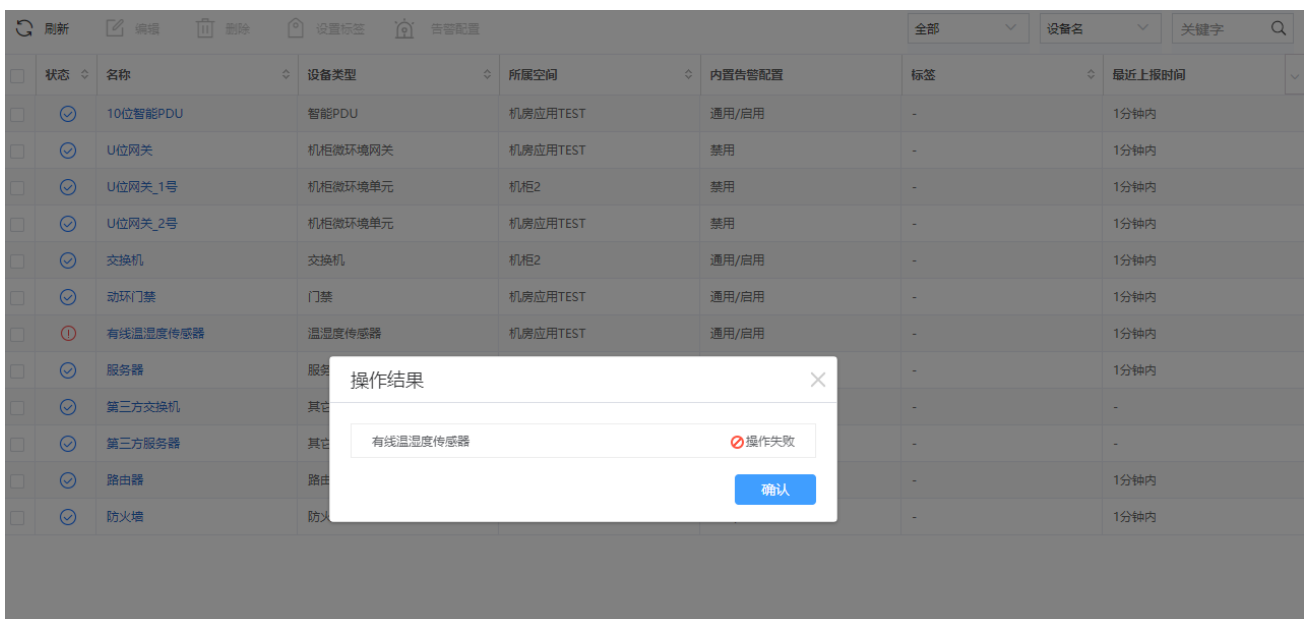 刷新 编辑 删除 设置标签 告警配置 全部 设备名 关键字
状态 名称 设备类型 所属空间 内置告警配置 标签 最近上报时间
10位智能PDU 智能PDU 机房应用TEST 通用/启用 - 1分钟内
U位网关 机柜微环境网关 机房应用TEST 禁用 - 1分钟内
U位网关_1号 机柜微环境单元 机柜2 禁用 - 1分钟内
U位网关_2号 机柜微环境单元 机房应用TEST 禁用 - 1分钟内
交换机 交换机 机柜2 通用/启用 - 1分钟内
动环门禁 门禁 机房应用TEST 通用/启用 - 1分钟内
有线温湿度传感器 温湿度传感器 机房应用TEST 通用/启用 - 1分钟内
服务器 服务 - 1分钟内
第三方交换机 其它 - -
第三方服务器 其它 - -
路由器 路由 - 1分钟内
防火墙 防火 - 1分钟内
操作结果
有线温湿度传感器 操作失败
确认